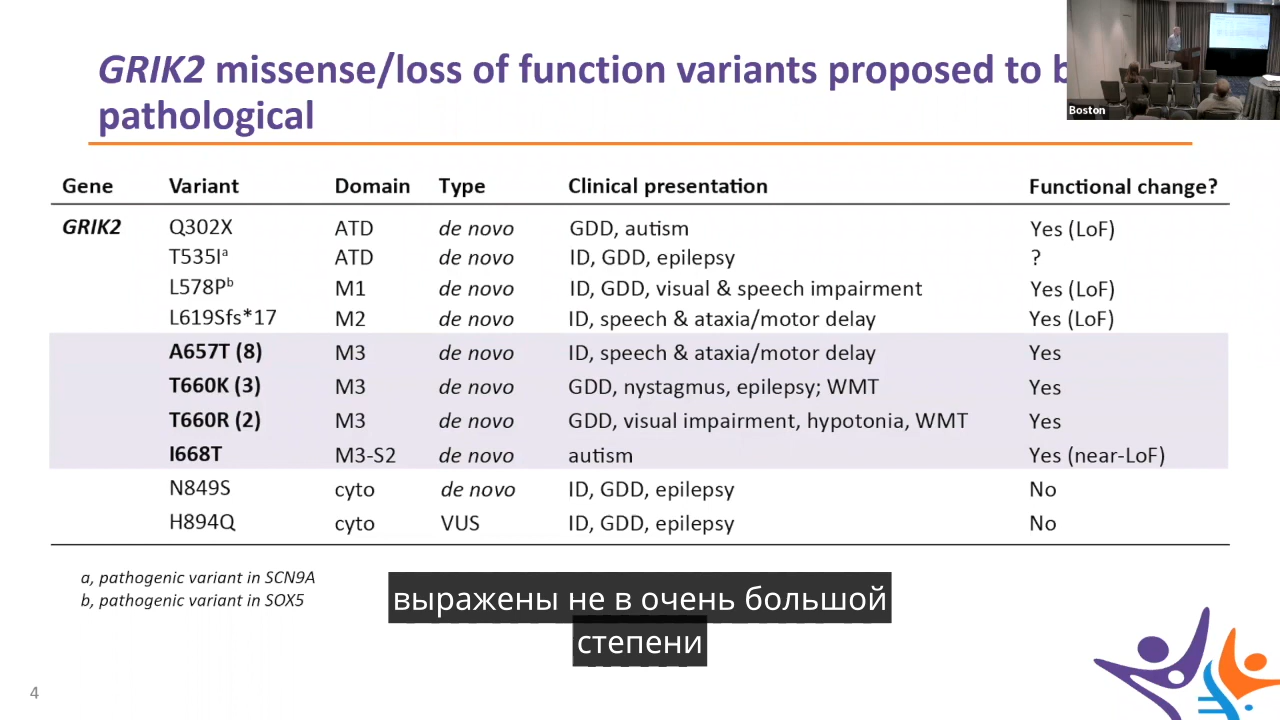 GRIK2 missense/loss of function variants proposed to b
pathological
Boston
Gene Variant Domain Type Clinical presentation Functional change?
GRIK2 Q302X ATD de novo GDD, autism Yes (LoF)
T535Iᵃ ATD de novo ID, GDD, epilepsy ?
L578Pᵇ M1 de novo ID, GDD, visual & speech impairment Yes (LoF)
L619Sfs*17 M2 de novo ID, speech & ataxia/motor delay Yes (LoF)
A657T (8) M3 de novo ID, speech & ataxia/motor delay Yes
T660K (3) M3 de novo GDD, nystagmus, epilepsy; WMT Yes
T660R (2) M3 de novo GDD, visual impairment, hypotonia, WMT Yes
I668T M3-S2 de novo autism Yes (near-LoF)
N849S cyto de novo ID, GDD, epilepsy No
H894Q cyto VUS ID, GDD, epilepsy No
a, pathogenic variant in SCN9A
b, pathogenic variant in SOX5
выражены не в очень большой
степени
4